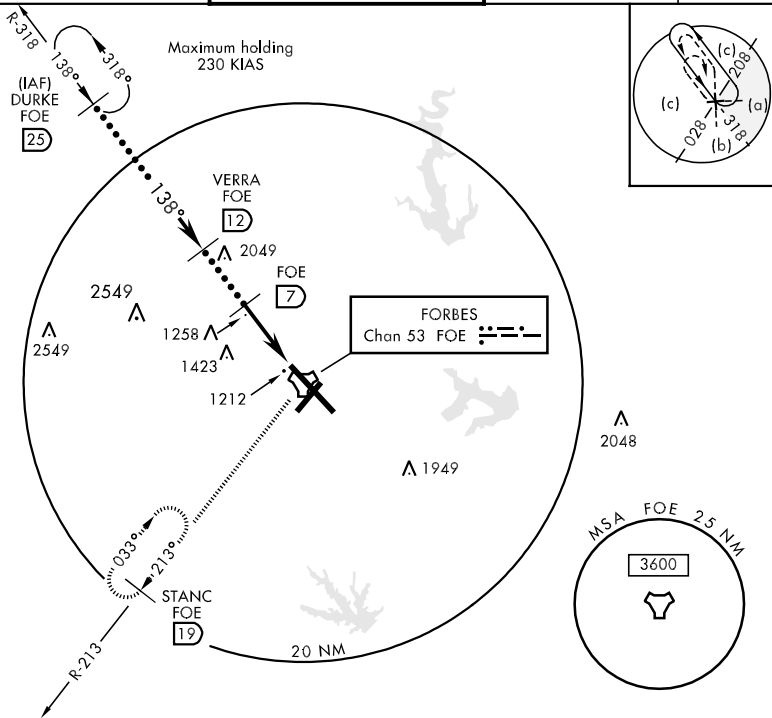 R-318
138°
318°
Maximum holding
230 KIAS
(IAF)
DURKE
FOE
25
(c)
208
(c)
(a)
028
318
(b)
138°
VERRA
FOE
12
2049
FOE
7
2549
2549
1258
1423
1212
FORBES
Chan 53 FOE
2048
1949
033°
213°
STANC
FOE
19
R-213
20 NM
MSA FOE 25 NM
3600